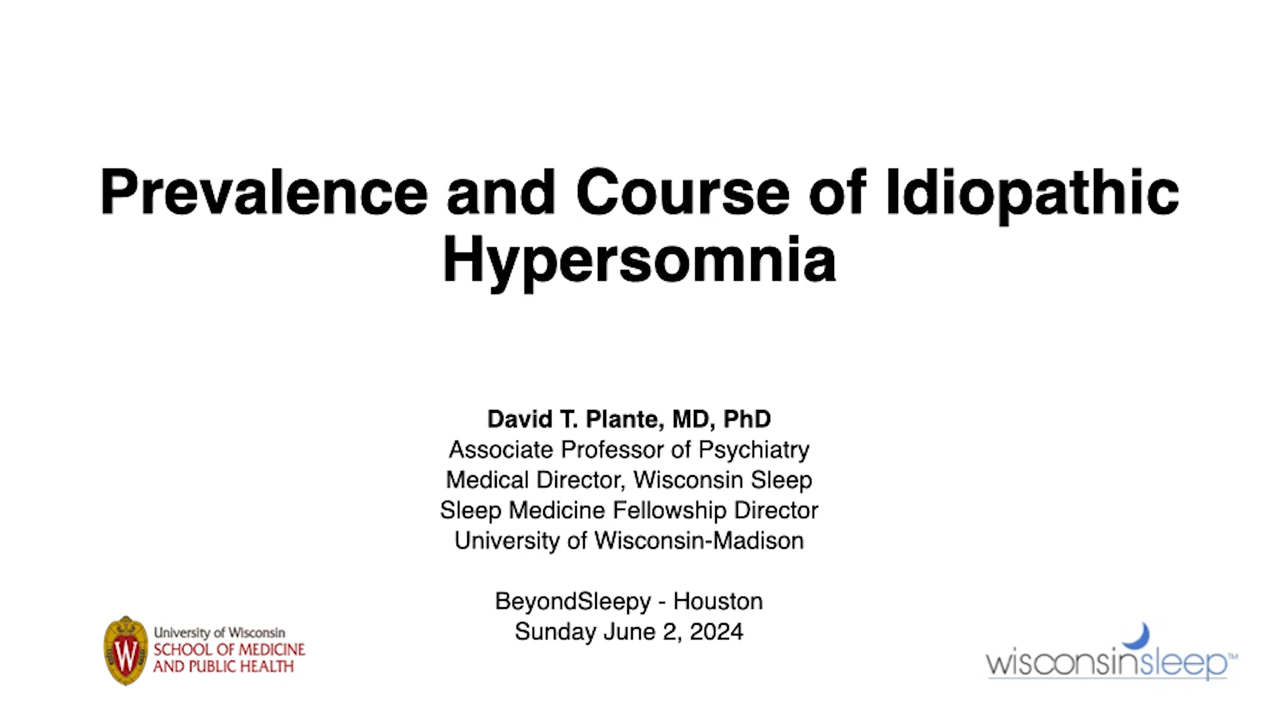 Prevalence and Course of Idiopathic
Hypersomnia
David T. Plante, MD, PhD
Associate Professor of Psychiatry
Medical Director, Wisconsin Sleep
Sleep Medicine Fellowship Director
University of Wisconsin-Madison
BeyondSleepy - Houston
Sunday June 2, 2024
W
University of Wisconsin
SCHOOL OF MEDICINE
AND PUBLIC HEALTH
wisconsinsleep™